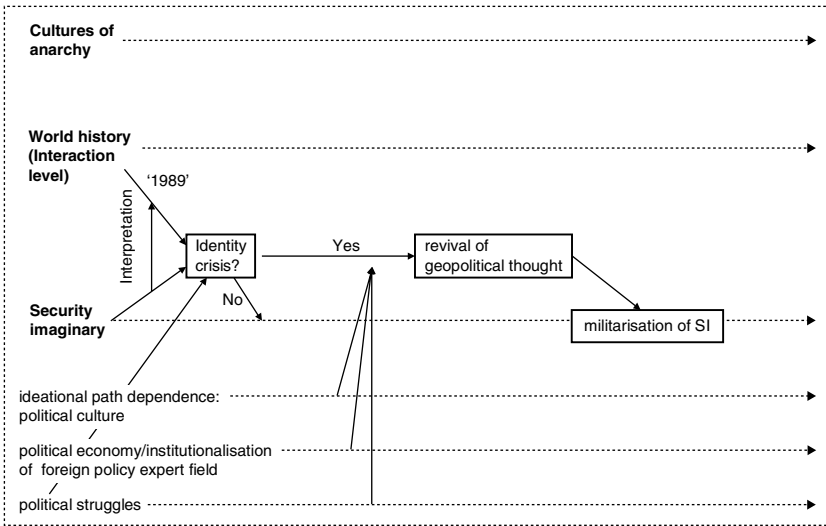 Cultures of
anarchy
World history
(Interaction
level)
‘1989’
Interpretation
Identity
crisis?
Yes
revival of
geopolitical thought
No
Security
imaginary
militarisation of SI
ideational path dependence:
political culture
political economy/institutionalisation
of foreign policy expert field
political struggles